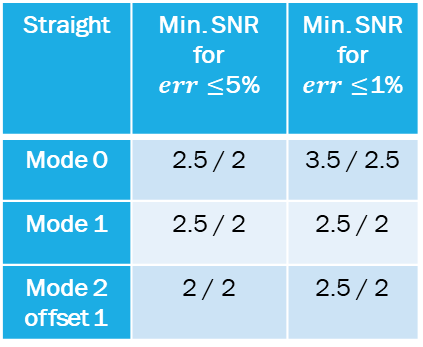 Straight
Min. SNR
for
err ≤5%
Min. SNR
for
err ≤1%
Mode 0
2.5 / 2
3.5 / 2.5
Mode 1
2.5 / 2
2.5 / 2
Mode 2
offset 1
2 / 2
2.5 / 2